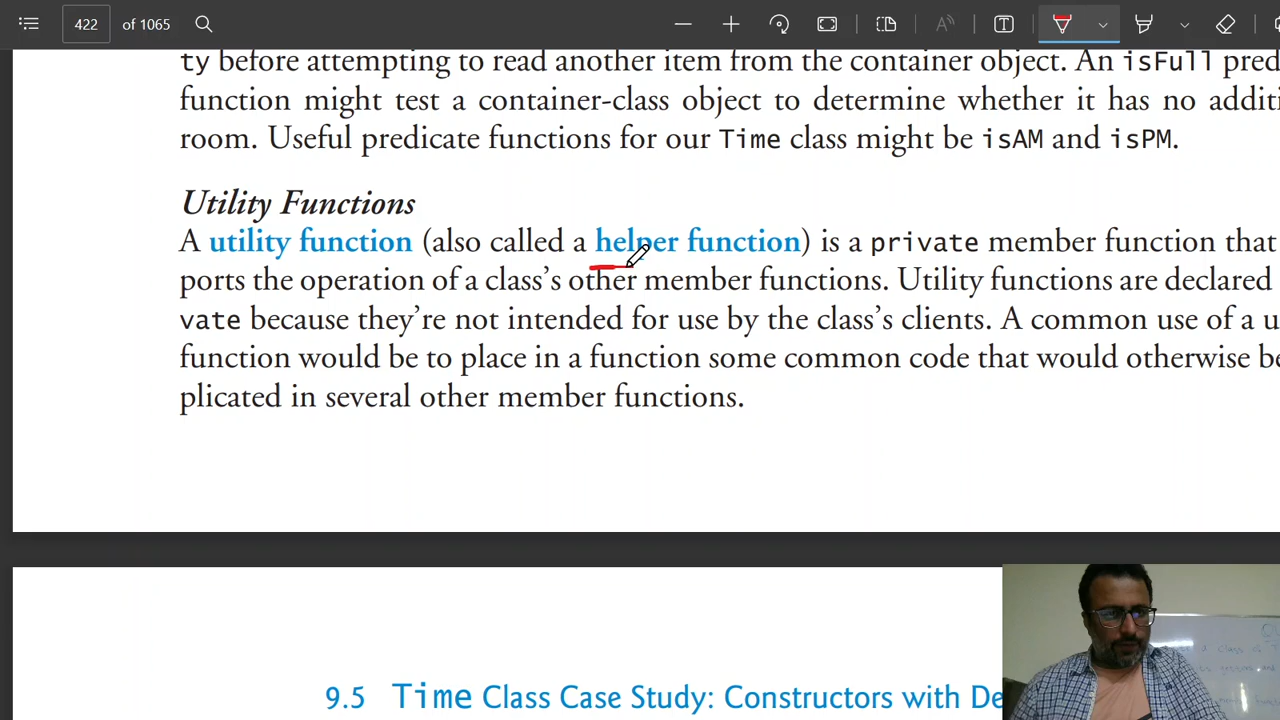 422 of 1065
ty before attempting to read another item from the container object. An isFull pred
function might test a container-class object to determine whether it has no additi
room. Useful predicate functions for our Time class might be isAM and isPM.
Utility Functions
A utility function (also called a helper function) is a private member function that
ports the operation of a class's other member functions. Utility functions are declared
vate because they're not intended for use by the class's clients. A common use of a u
function would be to place in a function some common code that would otherwise be
plicated in several other member functions.
9.5 Time Class Case Study: Constructors with De